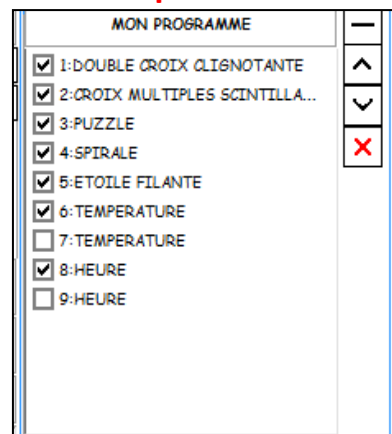 MON PROGRAMME
1:DOUBLE CROIX CLIGNOTANTE
2:CROIX MULTIPLES SCINTILLA...
3:PUZZLE
4:SPIRALE
5:ETOILE FILANTE
6:TEMPERATURE
7:TEMPERATURE
8:HEURE
9:HEURE